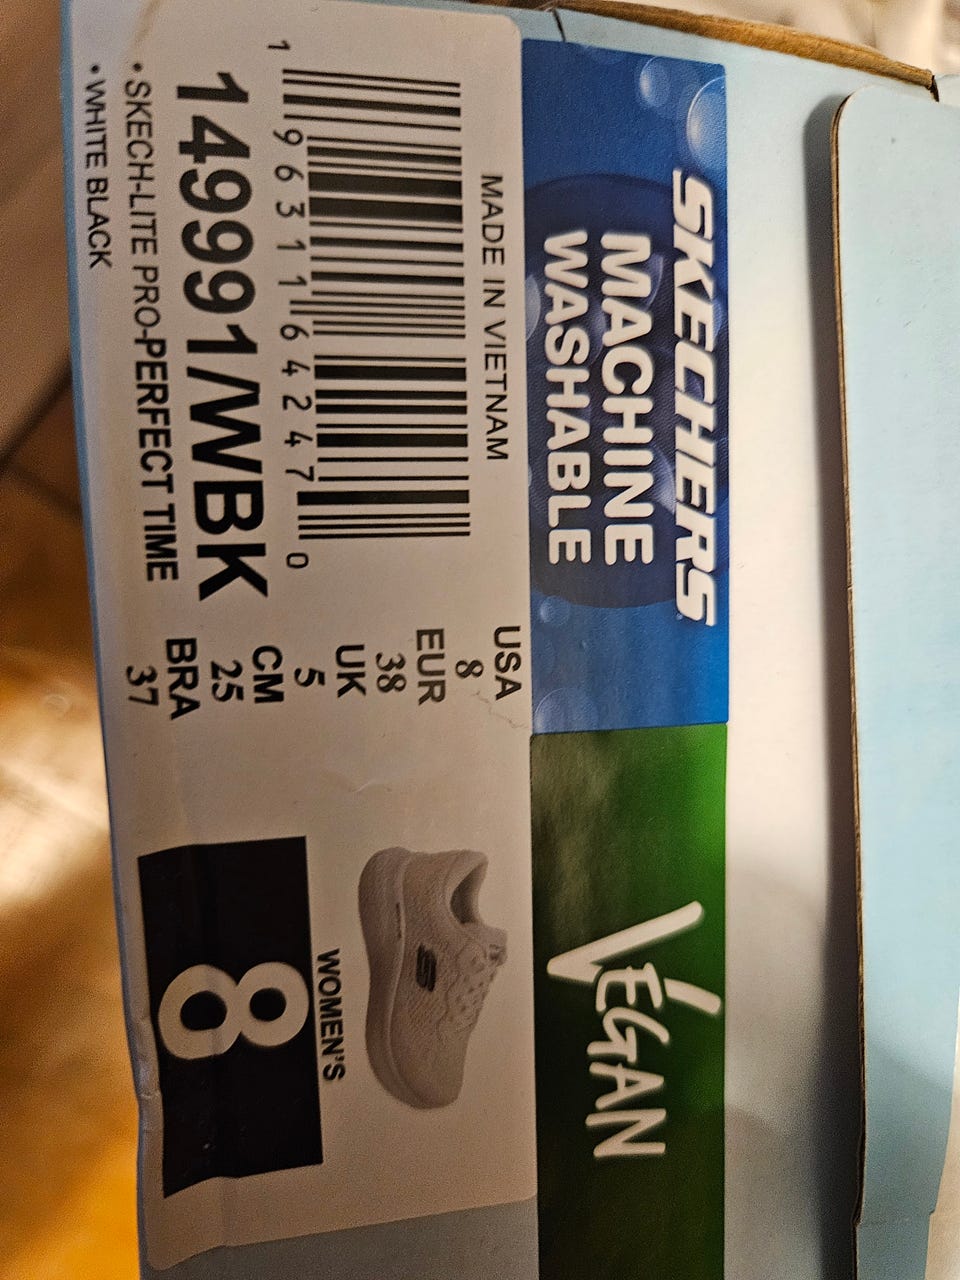 SKECHERS
MACHINE
WASHABLE
VEGAN
MADE IN VIETNAM
1 96311 64247 0
149991/WBK
• SKECH-LITE PRO-PERFECT TIME
• WHITE BLACK
USA
8
EUR
38
UK
5
CM
25
BRA
37
WOMEN'S
8